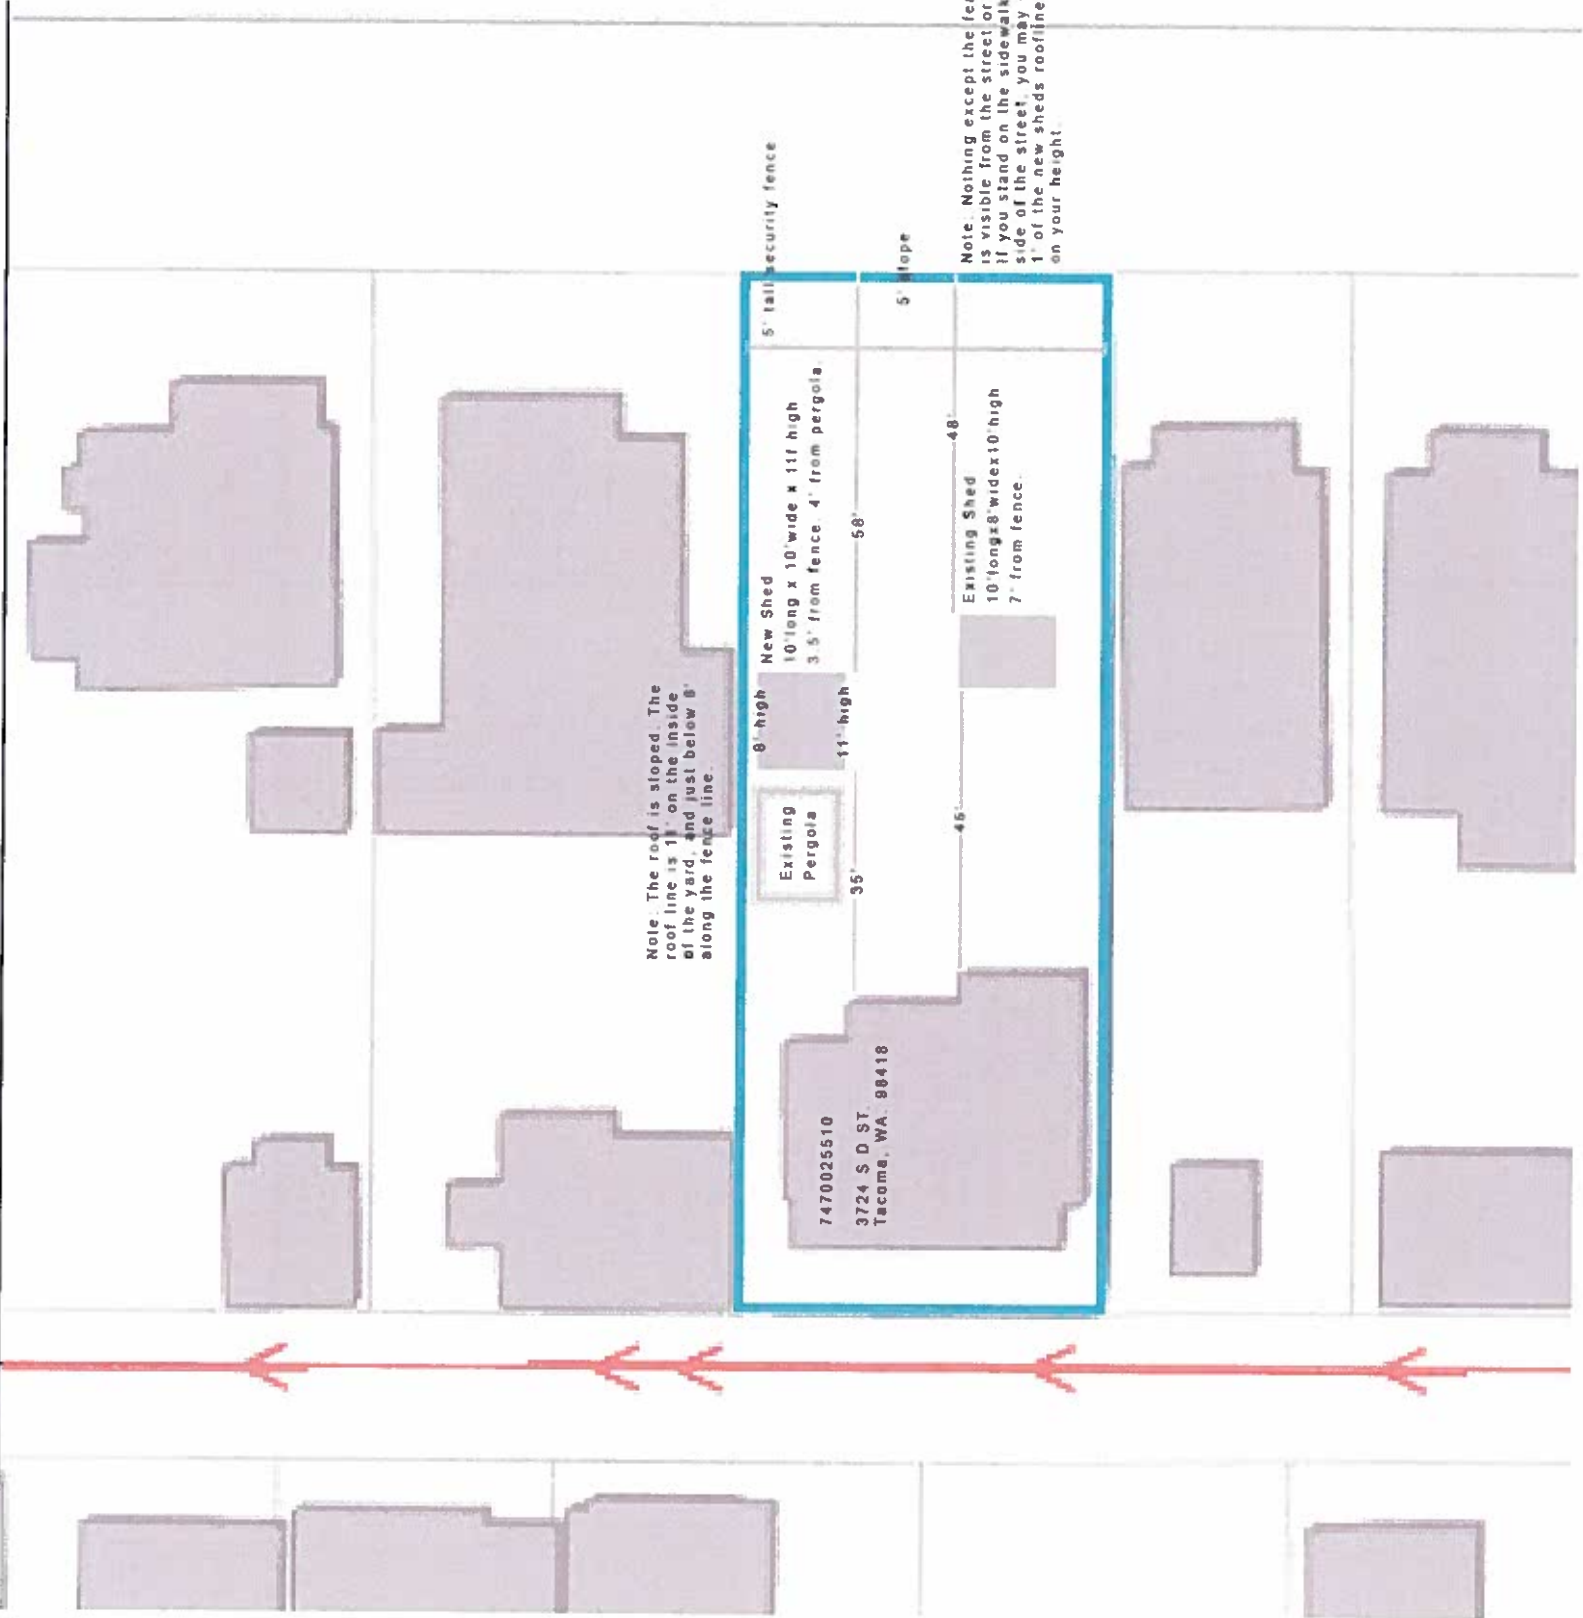 Note: The roof is sloped. The
roof line is 11' on the inside
of the yard, and just below 8'
along the fence line.
8' high
New Shed
10'long x 10'wide x 11f high
3.5' from fence. 4' from pergola.
11' high
5' tall security fence
Existing
Pergola
35'
58'
5' slope
45'
48'
Existing Shed
10'longx8'widex10'high
7' from fence.
Note: Nothing except the
is visible from the street or
If you stand on the sidewalk
side of the street, you may
1' of the new sheds roofline
on your height.
7470025510
3724 S D ST.
Tacoma, WA. 98418